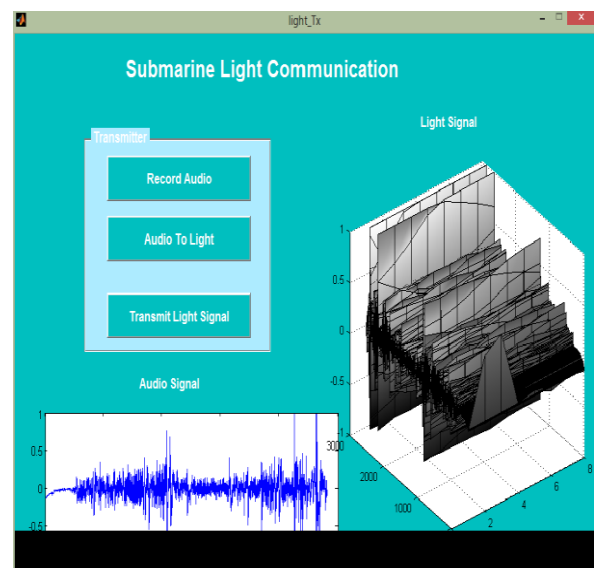 light_Tx
Submarine Light Communication
Light Signal
Transmitter
Record Audio
Audio To Light
Transmit Light Signal
Audio Signal
1
0.5
0
-0.5
-1
3000
2000
1000
2
4
6
8
1
0.5
0
-0.5